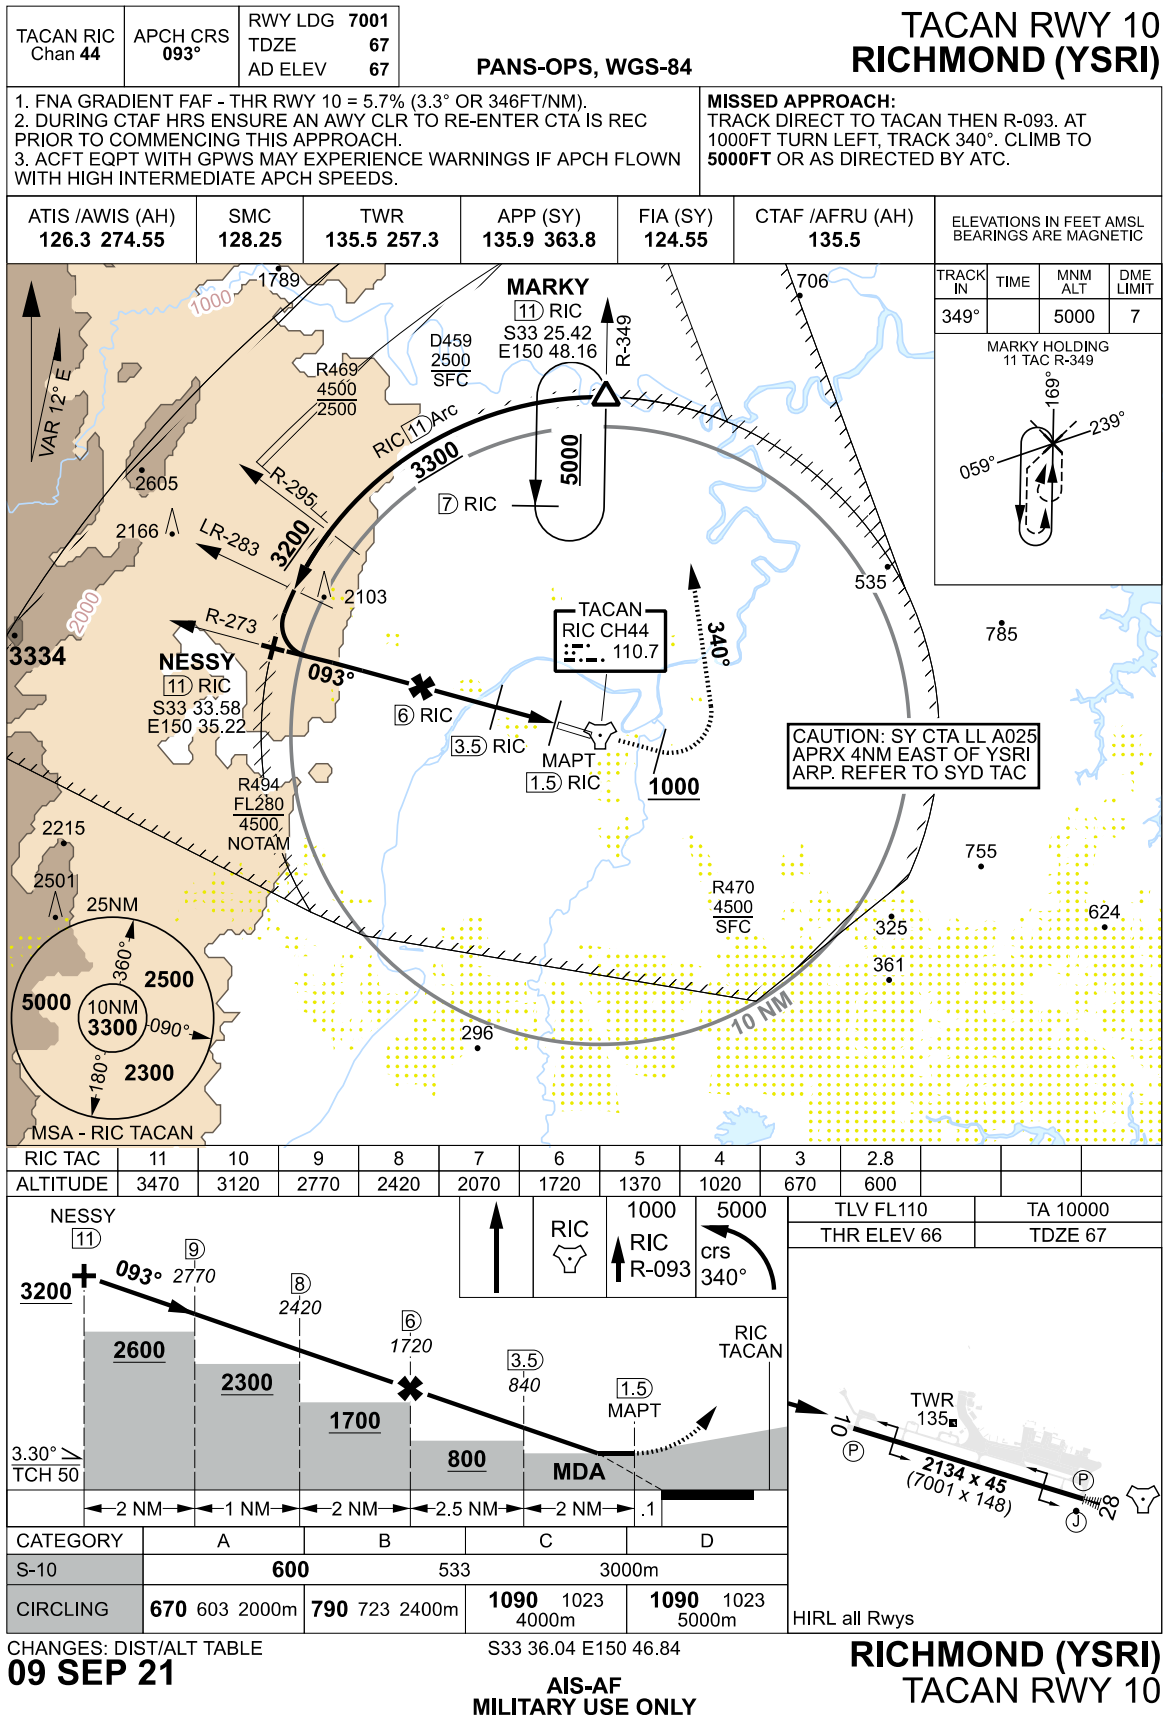 TACAN RIC
Chan 44
APCH CRS
093°
RWY LDG 7001
TDZE 67
AD ELEV 67
PANS-OPS, WGS-84
TACAN RWY 10
RICHMOND (YSRI)
1. FNA GRADIENT FAF - THR RWY 10 = 5.7% (3.3° OR 346FT/NM).
2. DURING CTAF HRS ENSURE AN AWY CLR TO RE-ENTER CTA IS REC
PRIOR TO COMMENCING THIS APPROACH.
3. ACFT EQPT WITH GPWS MAY EXPERIENCE WARNINGS IF APCH FLOWN
WITH HIGH INTERMEDIATE APCH SPEEDS.
MISSED APPROACH:
TRACK DIRECT TO TACAN THEN R-093. AT
1000FT TURN LEFT, TRACK 340°. CLIMB TO
5000FT OR AS DIRECTED BY ATC.
ATIS /AWIS (AH)
126.3 274.55
SMC
128.25
TWR
135.5 257.3
APP (SY)
135.9 363.8
FIA (SY)
124.55
CTAF /AFRU (AH)
135.5
ELEVATIONS IN FEET AMSL
BEARINGS ARE MAGNETIC
TRACK IN TIME MNM ALT DME LIMIT
349° 5000 7
MARKY HOLDING
11 TAC R-349
169°
239°
059°
1789
1000
VAR 12° E
MARKY
11 RIC
S33 25.42
E150 48.16
R-349
706
D459
2500
SFC
R469
4500
2500
RIC 11 Arc
3300
5000
7 RIC
2605
2166
R-295
LR-283
3200
2103
2000
3334
R-273
NESSY
11 RIC
S33 33.58
E150 35.22
093°
6 RIC
3.5 RIC
MAPT
1.5 RIC
TACAN
RIC CH44
110.7
340°
1000
535
785
CAUTION: SY CTA LL A025
APRX 4NM EAST OF YSRI
ARP. REFER TO SYD TAC
R494
FL280
4500
NOTAM
2215
2501
R470
4500
SFC
755
624
325
361
296
10 NM
25NM
360°
5000
2500
10NM
3300
090°
180°
2300
MSA - RIC TACAN
RIC TAC 11 10 9 8 7 6 5 4 3 2.8
ALTITUDE 3470 3120 2770 2420 2070 1720 1370 1020 670 600
NESSY
11
3200
093°
9
2770
8
2420
6
1720
3.5
840
1.5
MAPT
RIC
TACAN
RIC
1000
RIC
R-093
5000
crs
340°
2600
2300
1700
800
MDA
3.30°
TCH 50
2 NM 1 NM 2 NM 2.5 NM 2 NM .1
TLV FL110 TA 10000
THR ELEV 66 TDZE 67
TWR
135
10
P
2134 x 45
(7001 x 148)
P
J
28
HIRL all Rwys
CATEGORY A B C D
S-10 600 533 3000m
CIRCLING 670 603 2000m 790 723 2400m 1090 1023 4000m 1090 1023 5000m
CHANGES: DIST/ALT TABLE
09 SEP 21
S33 36.04 E150 46.84
AIS-AF
MILITARY USE ONLY
RICHMOND (YSRI)
TACAN RWY 10